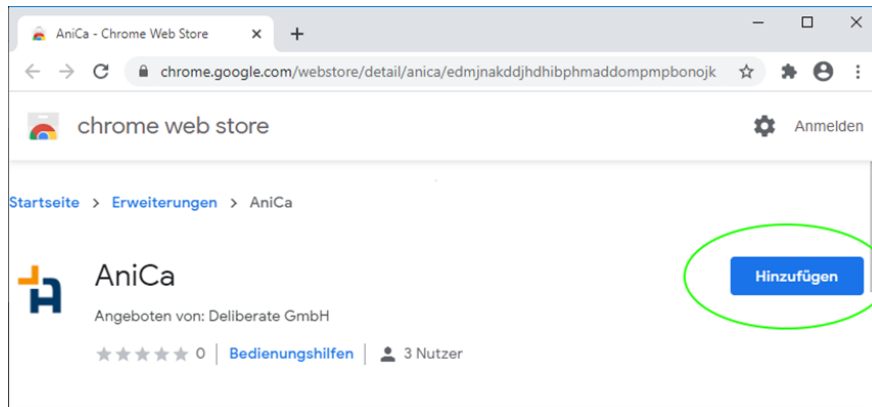 AniCa - Chrome Web Store
chrome.google.com/webstore/detail/anica/edmjnakddjhdhibphmaddompmpbonojk
chrome web store
Anmelden
Startseite > Erweiterungen > AniCa
AniCa
Hinzufügen
Angeboten von: Deliberate GmbH
0 | Bedienungshilfen | 3 Nutzer